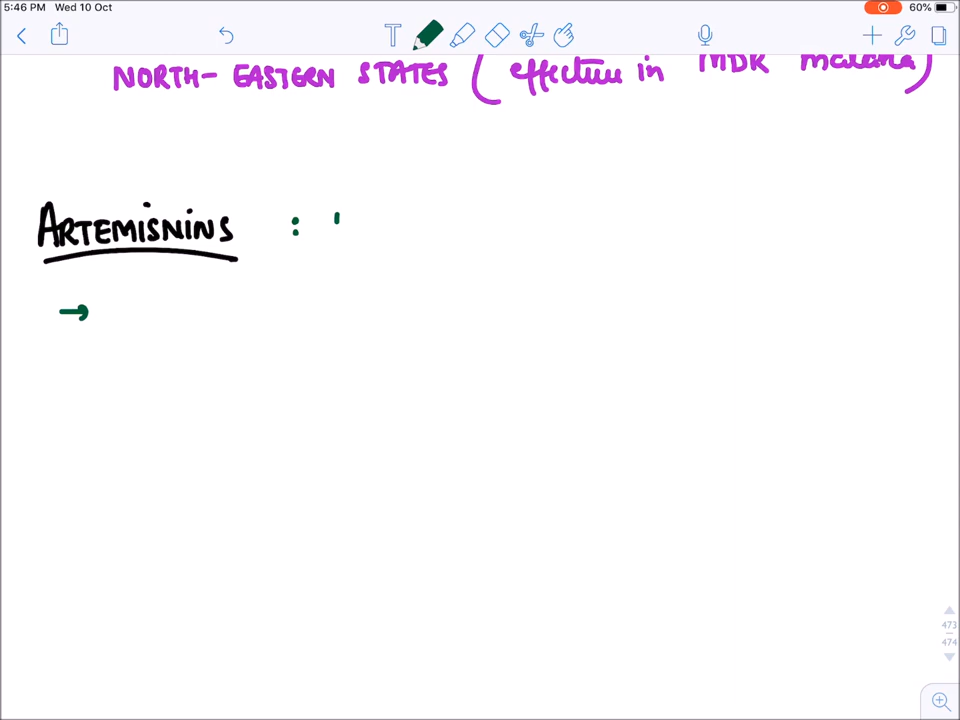 5:46 PM Wed 10 Oct
60%
T
NORTH-EASTERN STATES (effective in MDR malaria)
ARTEMISNINS : '
→
473
474